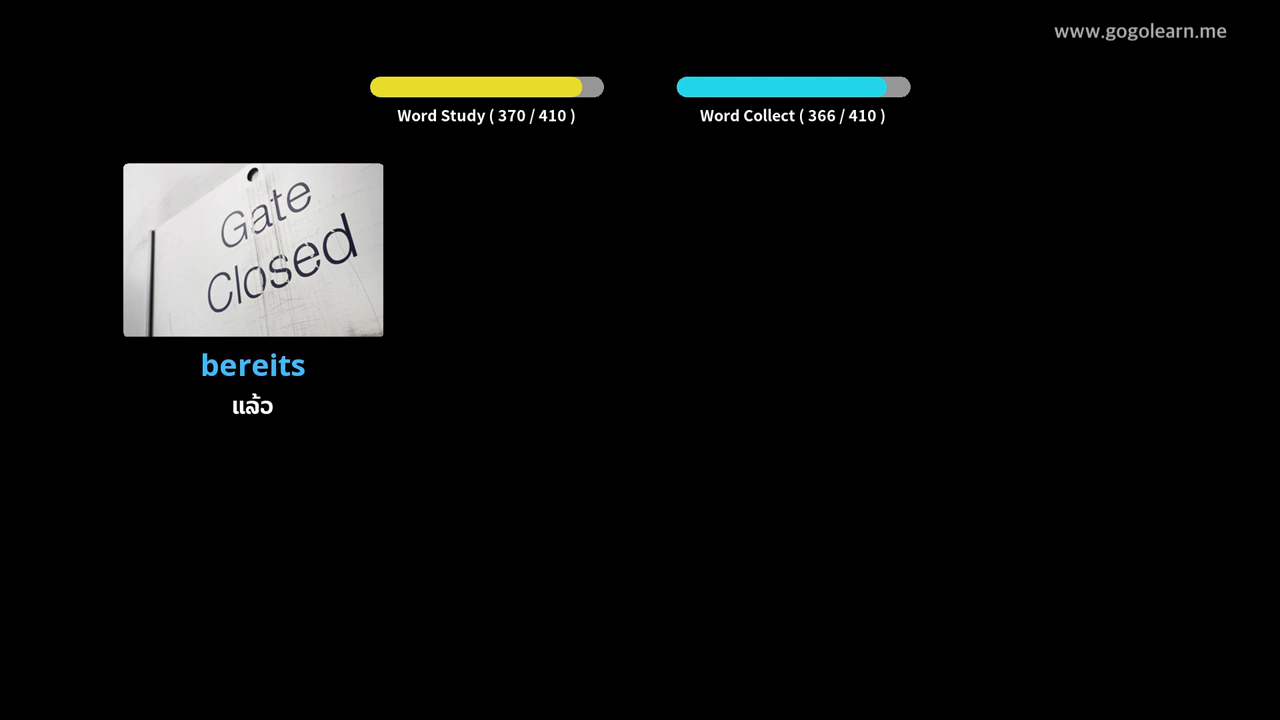 www.gogolearn.me
Word Study ( 370 / 410 )
Word Collect ( 366 / 410 )
Gate
Closed
bereits
แล้ว